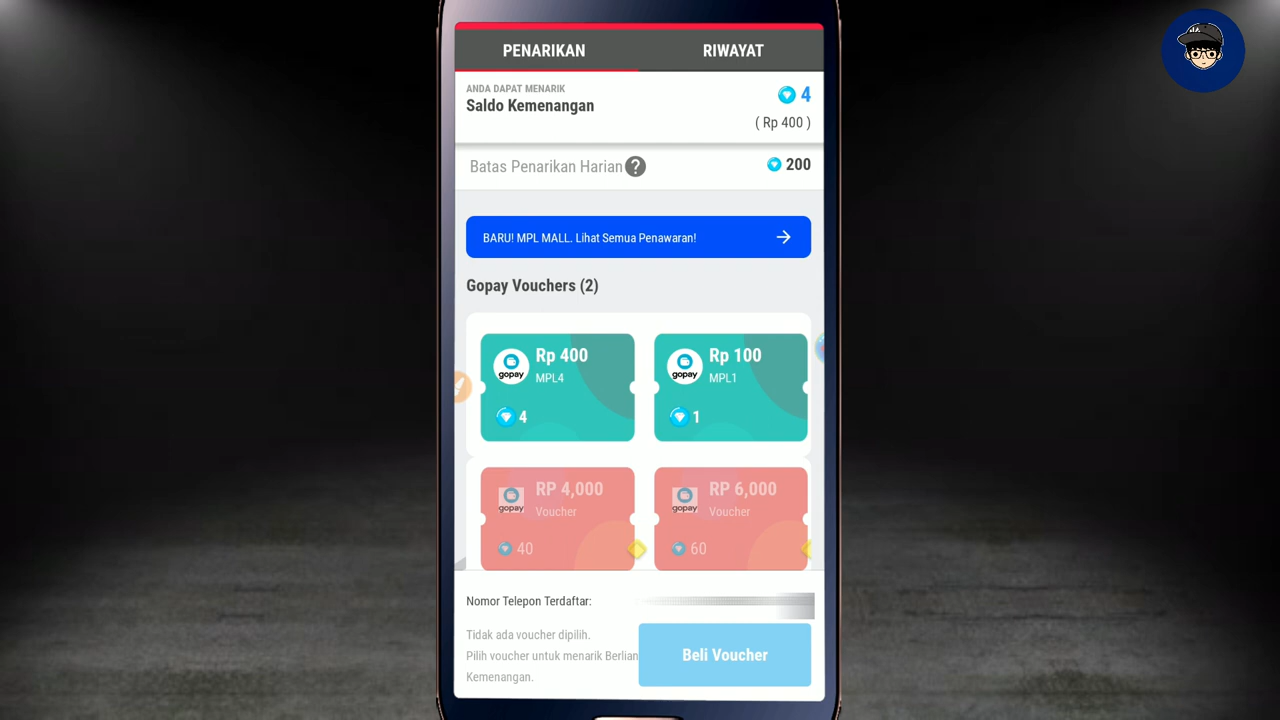 PENARIKAN
RIWAYAT
ANDA DAPAT MENARIK
Saldo Kemenangan
4
( Rp 400 )
Batas Penarikan Harian ?
200
BARU! MPL MALL. Lihat Semua Penawaran!
Gopay Vouchers (2)
gopay
Rp 400
MPL4
4
gopay
Rp 100
MPL1
1
gopay
RP 4,000
Voucher
40
gopay
RP 6,000
Voucher
60
Nomor Telepon Terdaftar:
Tidak ada voucher dipilih.
Pilih voucher untuk menarik Berlian
Kemenangan.
Beli Voucher